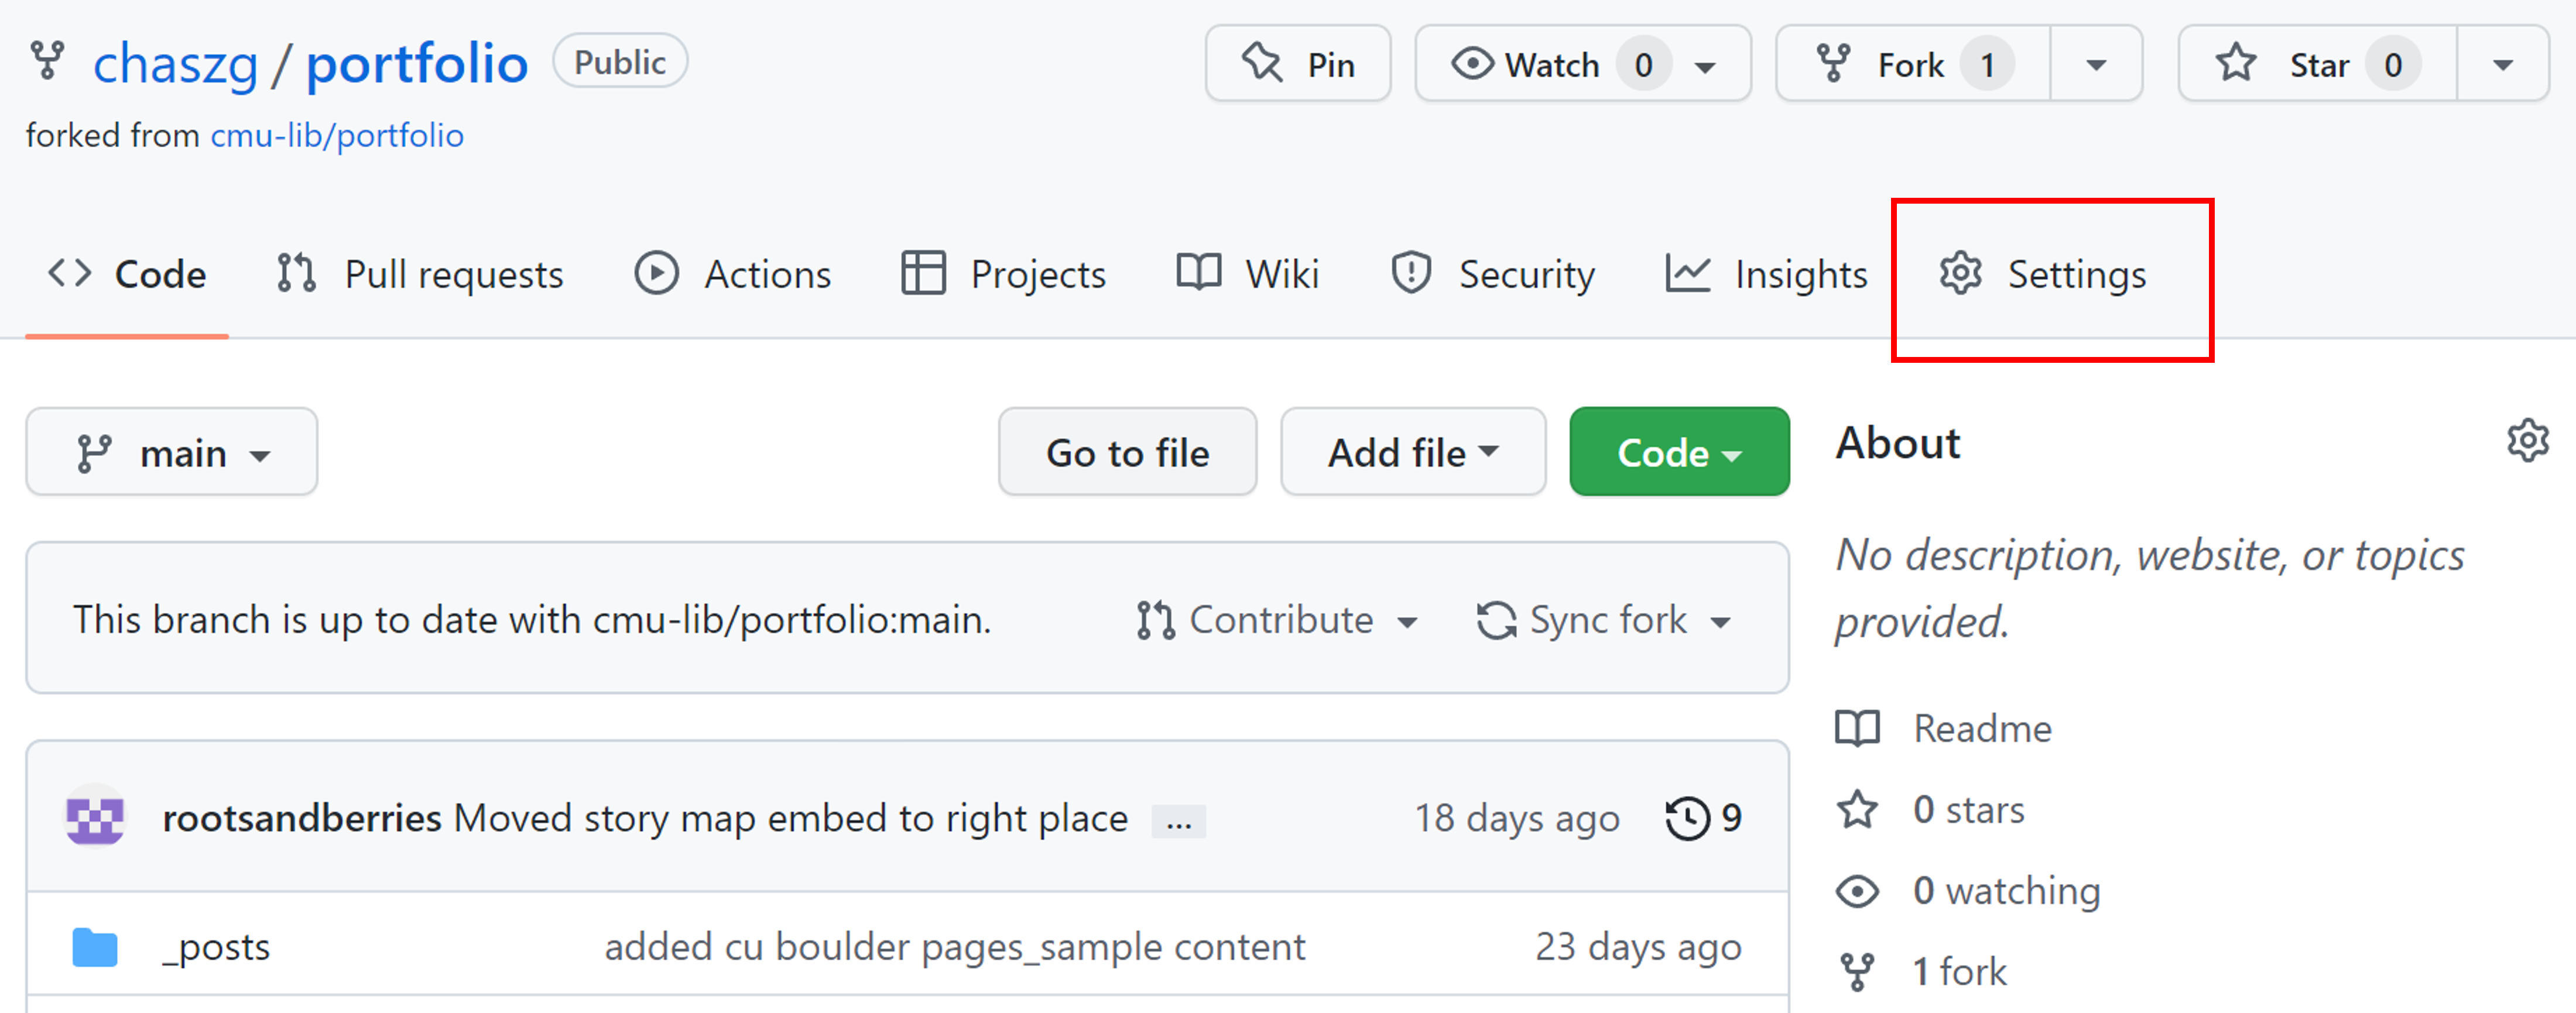 chaszg / portfolio Public Pin Watch 0 Fork 1 Star 0
forked from cmu-lib/portfolio
Code Pull requests Actions Projects Wiki Security Insights Settings
main Go to file Add file Code
About
No description, website, or topics
provided.
This branch is up to date with cmu-lib/portfolio:main. Contribute Sync fork
Readme
rootsandberries Moved story map embed to right place ... 18 days ago 9
0 stars
0 watching
_posts added cu boulder pages_sample content 23 days ago
1 fork